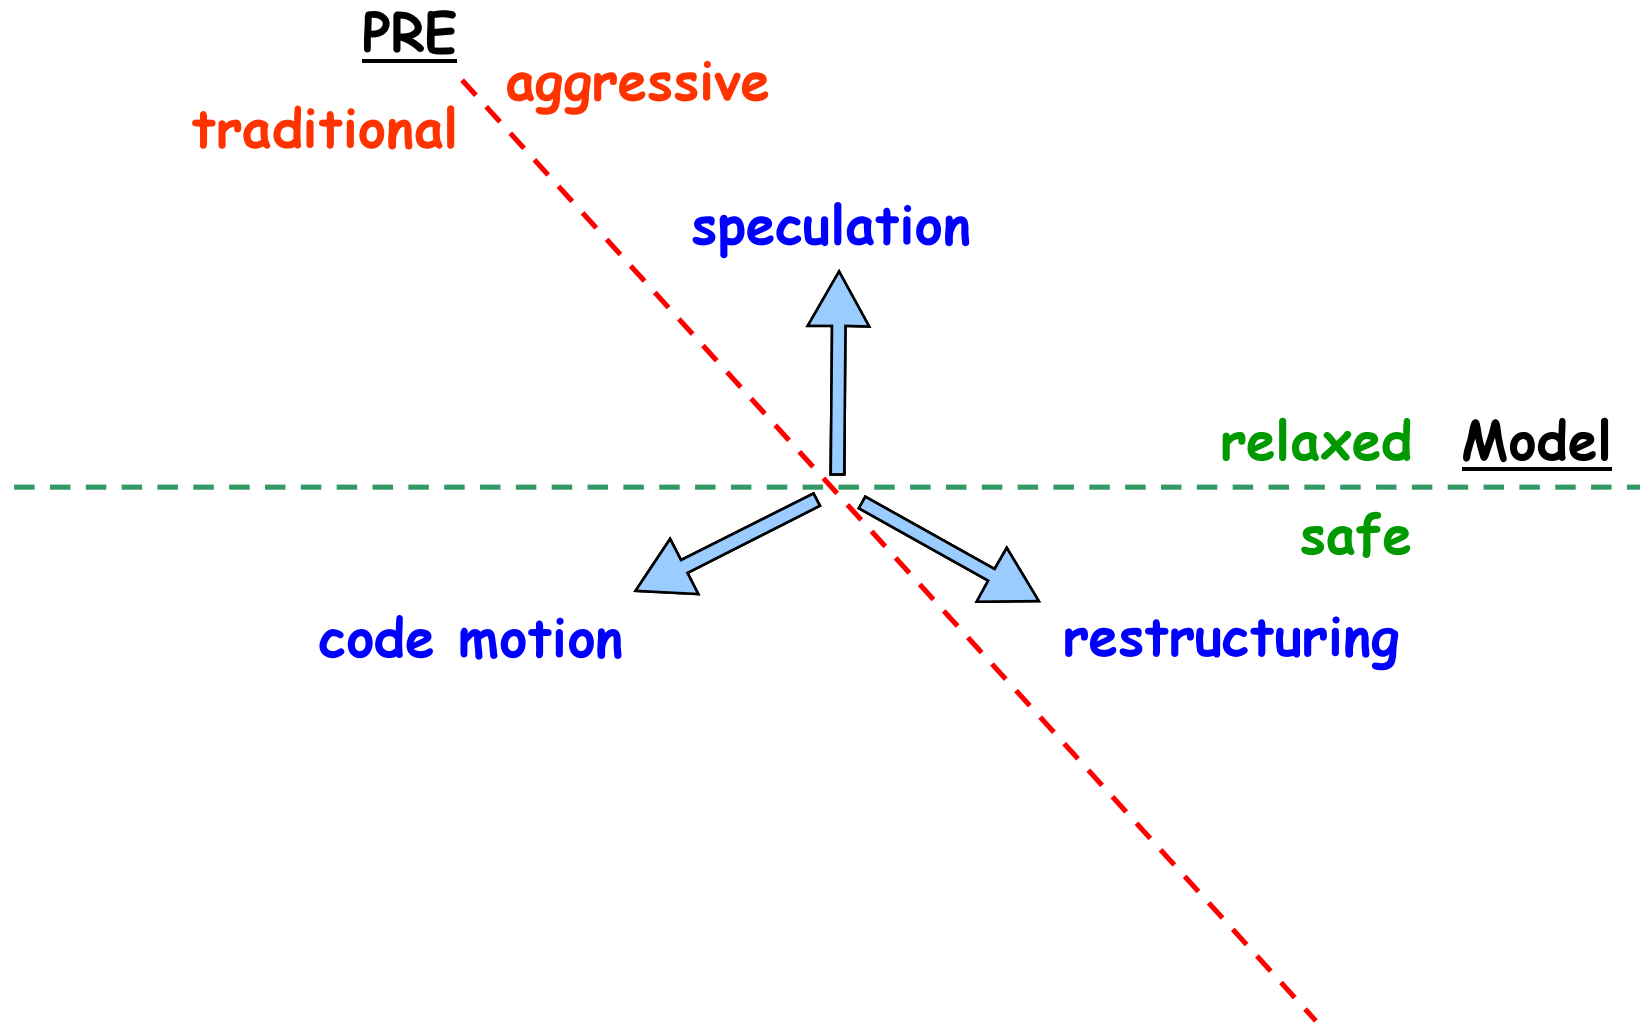 PRE
aggressive
traditional
speculation
relaxed Model
safe
code motion restructuring